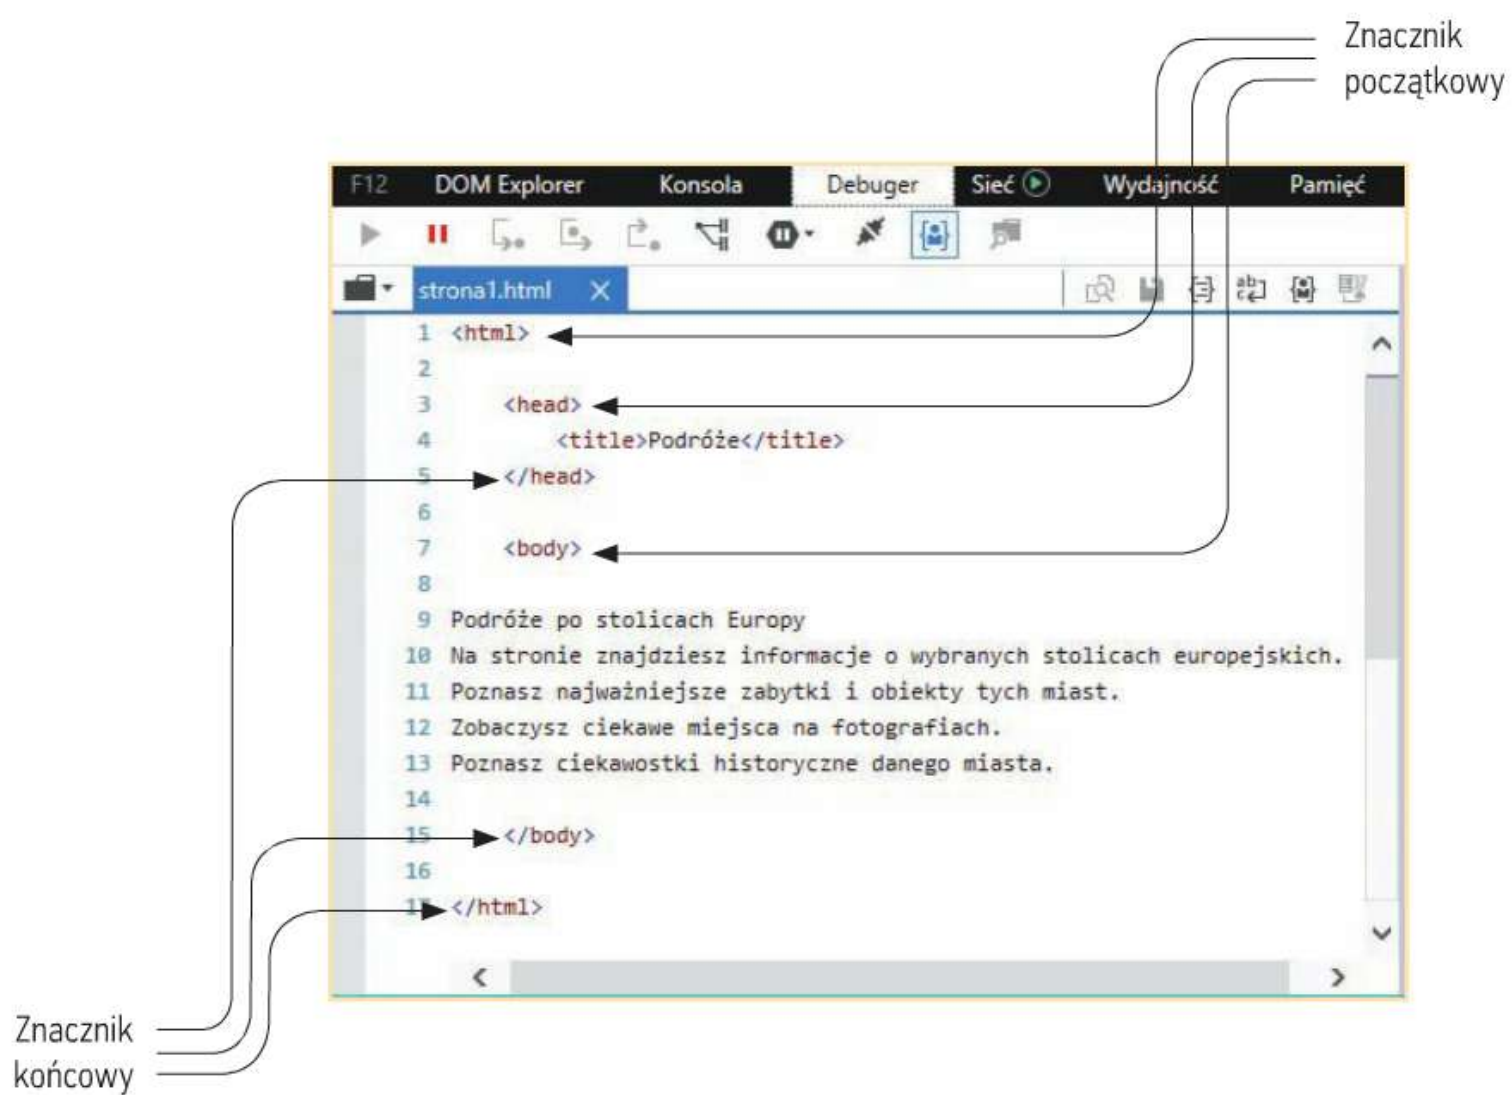 Znacznik
początkowy
F12 DOM Explorer Konsola Debuger Sieć Wydajność Pamięć
strona1.html
1 <html>
2
3 <head>
4 <title>Podróże</title>
5 </head>
6
7 <body>
8
9 Podróże po stolicach Europy
10 Na stronie znajdziesz informacje o wybranych stolicach europejskich.
11 Poznasz najważniejsze zabytki i obiekty tych miast.
12 Zobaczysz ciekawe miejsca na fotografiach.
13 Poznasz ciekawostki historyczne danego miasta.
14
15 </body>
16
17 </html>
Znacznik
końcowy